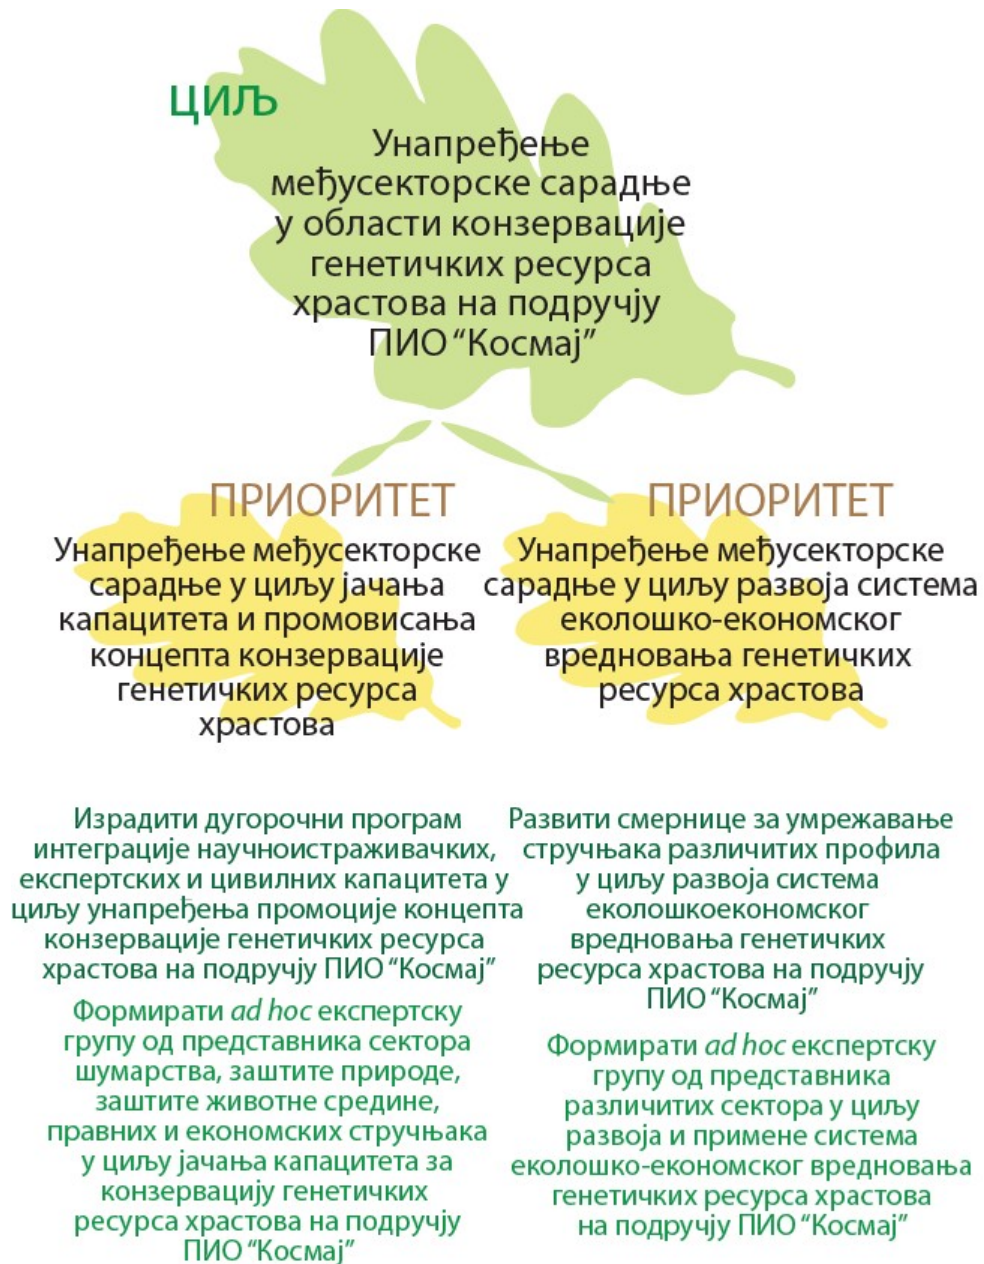 ЦИЉ
Унапређење
међусекторске сарадње
у области конзервације
генетичких ресурса
храстова на подручју
ПИО “Космај”
ПРИОРИТЕТ
Унапређење међусекторске
сарадње у циљу јачања
капацитета и промовисања
концепта конзервације
генетичких ресурса
храстова
ПРИОРИТЕТ
Унапређење међусекторске
сарадње у циљу развоја система
еколошко-економског
вредновања генетичких
ресурса храстова
Израдити дугорочни програм
интеграције научноистраживачких,
експертских и цивилних капацитета у
циљу унапређења промоције концепта
конзервације генетичких ресурса
храстова на подручју ПИО “Космај”
Формирати ad hoc експертску
групу од представника сектора
шумарства, заштите природе,
заштите животне средине,
правних и економских стручњака
у циљу јачања капацитета за
конзервацију генетичких
ресурса храстова на подручју
ПИО “Космај”
Развити смернице за умрежавање
стручњака различитих профила
у циљу развоја система
еколошкоекономског
вредновања генетичких
ресурса храстова на подручју
ПИО “Космај”
Формирати ad hoc експертску
групу од представника
различитих сектора у циљу
развоја и примене система
еколошко-економског вредновања
генетичких ресурса храстова
на подручју ПИО “Космај”